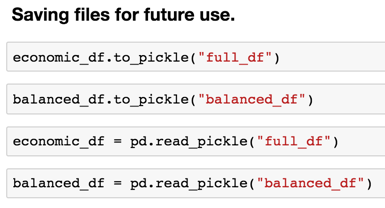 Saving files for future use.
economic_df.to_pickle("full_df")
balanced_df.to_pickle("balanced_df")
economic_df = pd.read_pickle("full_df")
balanced_df = pd.read_pickle("balanced_df")